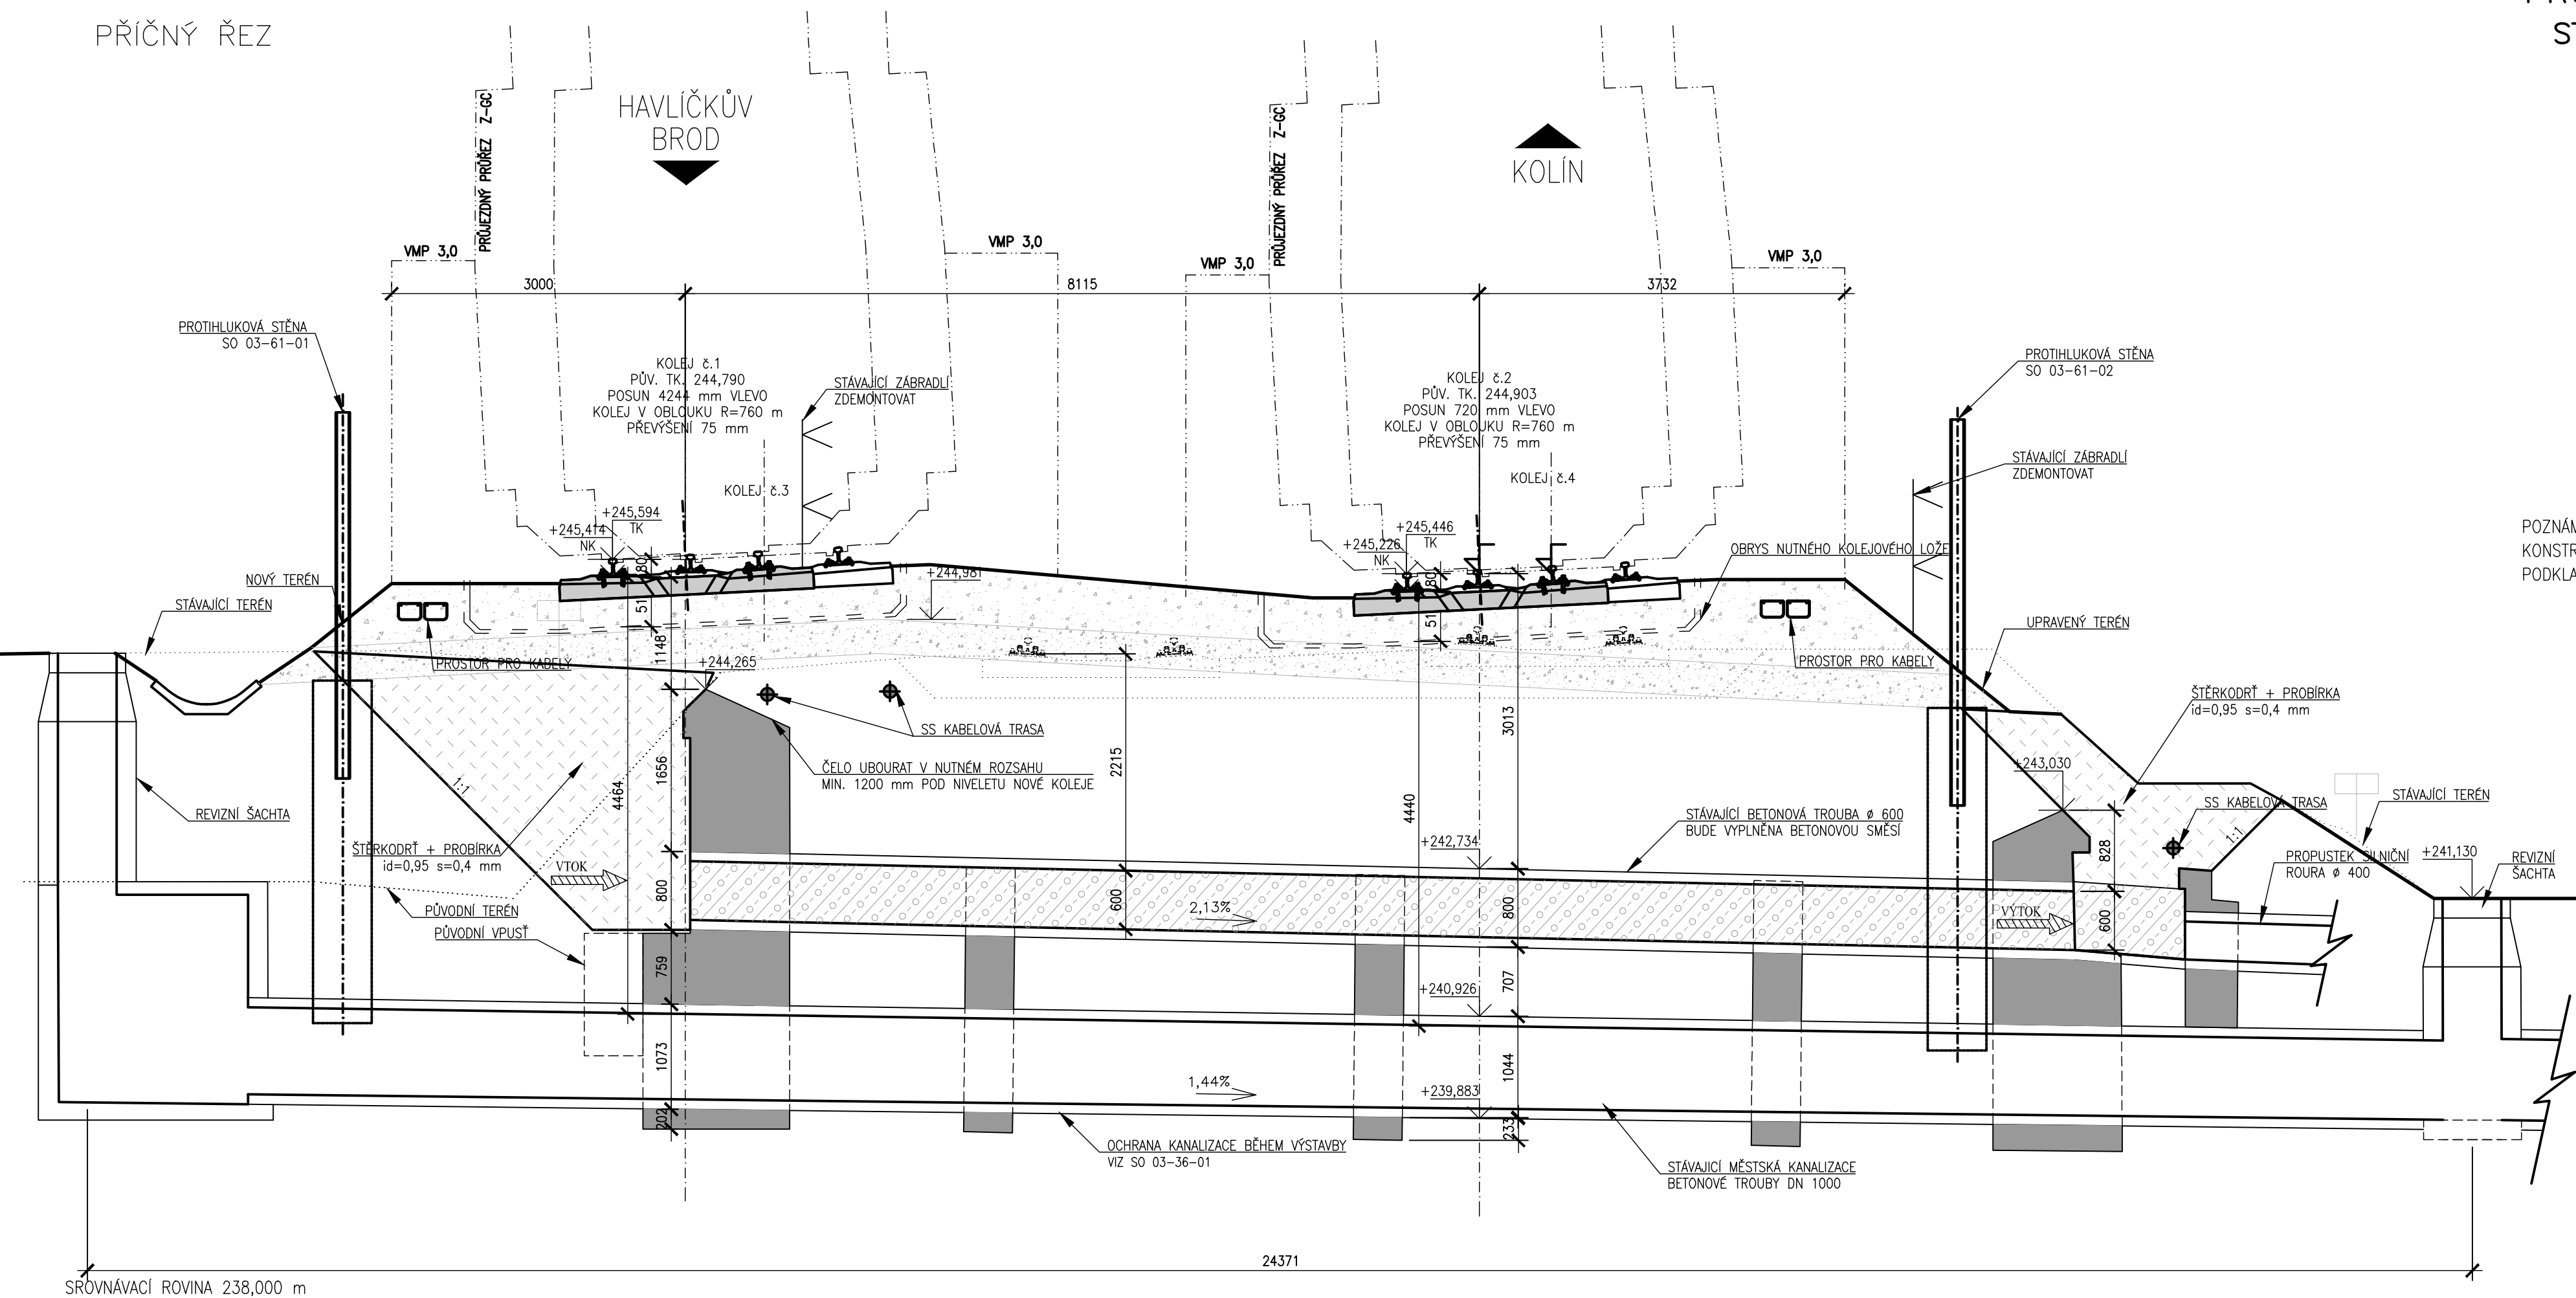 PŘÍČNÝ ŘEZ
HAVLÍČKŮV
BROD
KOLÍN
PRŮJEZDNÝ PRŮŘEZ Z-GC
PRŮJEZDNÝ PRŮŘEZ Z-GC
VMP 3,0
VMP 3,0
VMP 3,0
VMP 3,0
3000
8115
3732
PROTIHLUKOVÁ STĚNA
SO 03-61-01
KOLEJ č.1
PŮV. TK. 244,790
POSUN 4244 mm VLEVO
KOLEJ V OBLOUKU R=760 m
PŘEVÝŠENÍ 75 mm
STÁVAJÍCÍ ZÁBRADLÍ
ZDEMONTOVAT
KOLEJ č.2
PŮV. TK. 244,903
POSUN 720 mm VLEVO
KOLEJ V OBLOUKU R=760 m
PŘEVÝŠENÍ 75 mm
PROTIHLUKOVÁ STĚNA
SO 03-61-02
STÁVAJÍCÍ ZÁBRADLÍ
ZDEMONTOVAT
KOLEJ č.3
KOLEJ č.4
+245,594
TK
+245,414
NK
+245,446
TK
+245,226
NK
OBRYS NUTNÉHO KOLEJOVÉHO LOŽE
+244,981
NOVÝ TERÉN
STÁVAJÍCÍ TERÉN
UPRAVENÝ TERÉN
PROSTOR PRO KABELY
PROSTOR PRO KABELY
1148
+244,265
SS KABELOVÁ TRASA
ČELO UBOURAT V NUTNÉM ROZSAHU
MIN. 1200 mm POD NIVELETU NOVÉ KOLEJE
ŠTĚRKODRŤ + PROBÍRKA
id=0,95 s=0,4 mm
3013
2215
1656
4464
4440
1:1
+243,030
SS KABELOVÁ TRASA
STÁVAJÍCÍ TERÉN
REVIZNÍ ŠACHTA
STÁVAJÍCÍ BETONOVÁ TROUBA ø 600
BUDE VYPLNĚNA BETONOVOU SMĚSÍ
+242,734
ŠTĚRKODRŤ + PROBÍRKA
id=0,95 s=0,4 mm
VTOK
828
1:1
PROPUSTEK SILNIČNÍ
ROURA ø 400
+241,130
REVIZNÍ
ŠACHTA
PŮVODNÍ TERÉN
PŮVODNÍ VPUSŤ
800
600
2,13%
800
VÝTOK
600
759
707
+240,926
1073
1,44%
1044
+239,883
202
233
OCHRANA KANALIZACE BĚHEM VÝSTAVBY
VIZ SO 03-36-01
STÁVAJICÍ MĚSTSKÁ KANALIZACE
BETONOVÉ TROUBY DN 1000
24371
SROVNÁVACÍ ROVINA 238,000 m